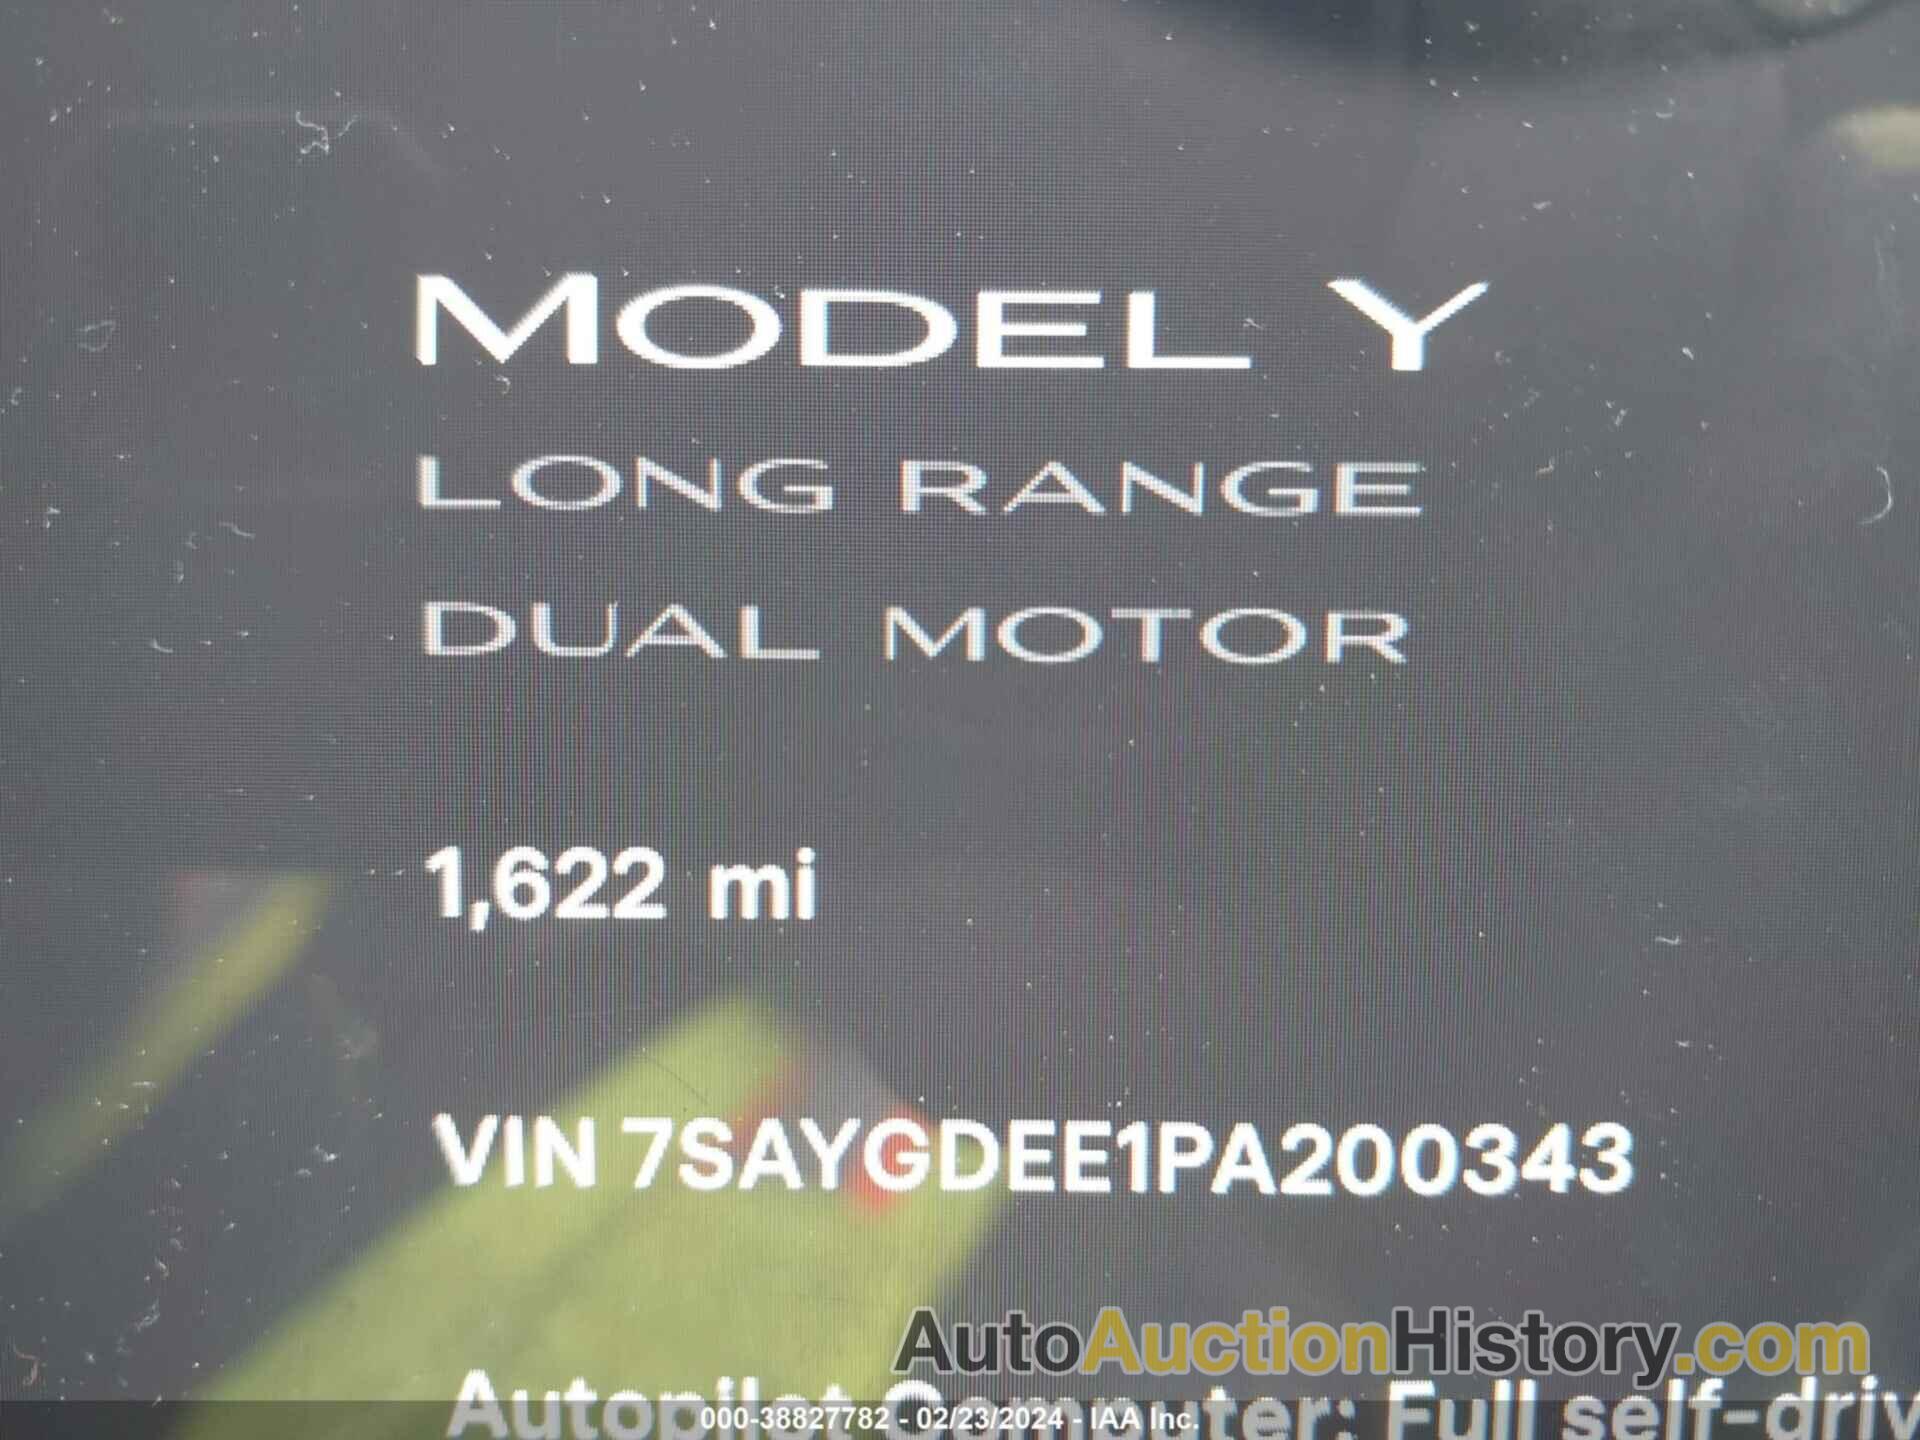 MODEL Y
LONG RANGE
DUAL MOTOR
1,622 mi
VIN 7SAYGDEE1PA200343
AutoAuctionHistory.com
Autopilot Computer: Full self-driv
000-38827782 - 02/23/2024 - IAA Inc.